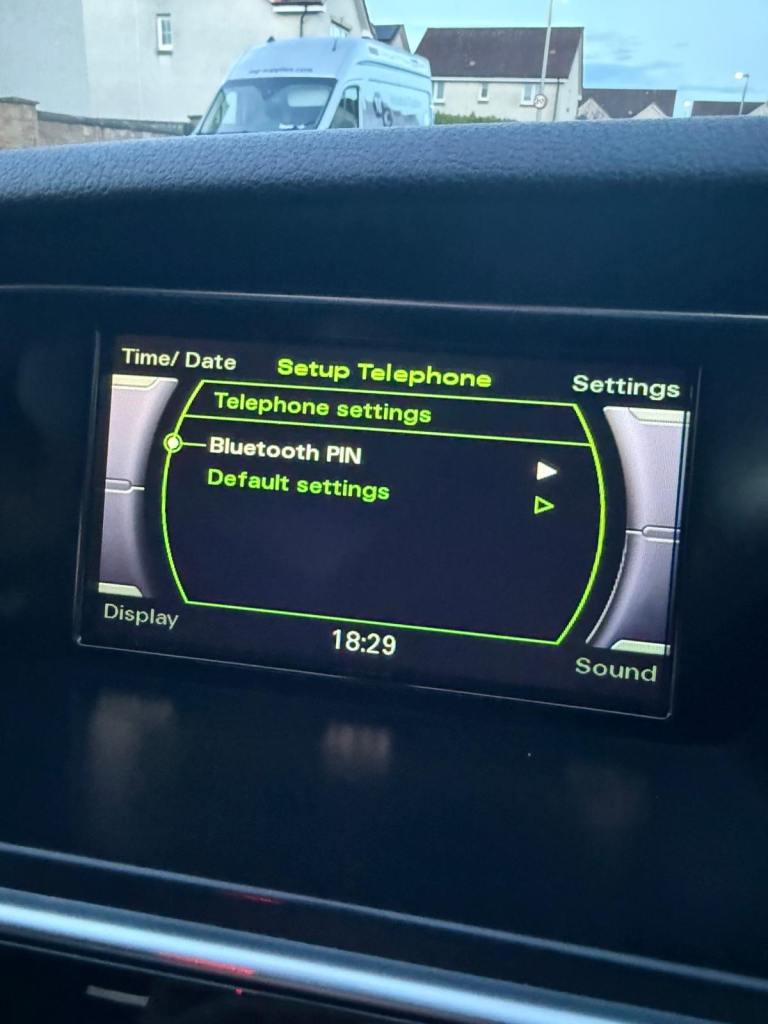 Time/ Date
Setup Telephone
Settings
Telephone settings
Bluetooth PIN
Default settings
Display
18:29
Sound